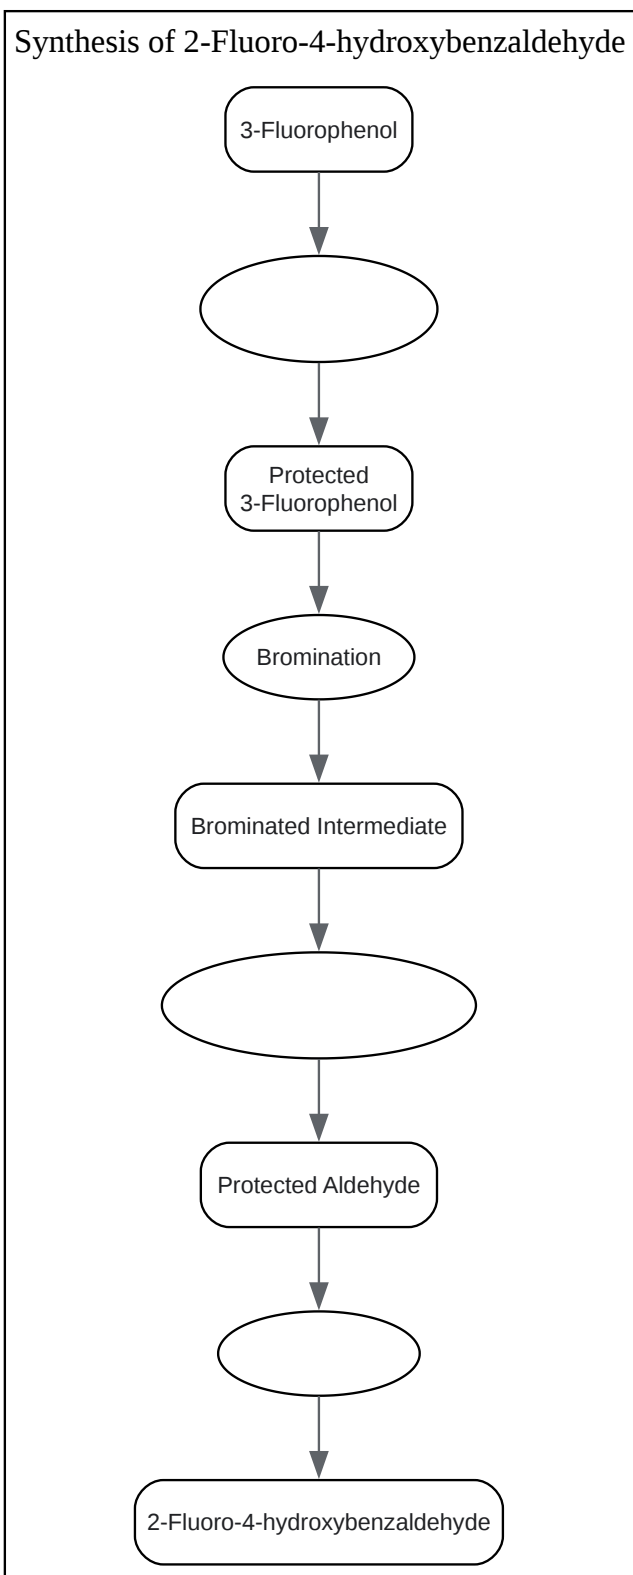 Synthesis of 2-Fluoro-4-hydroxybenzaldehyde
3-Fluorophenol
Protected
3-Fluorophenol
Bromination
Brominated Intermediate
Protected Aldehyde
2-Fluoro-4-hydroxybenzaldehyde